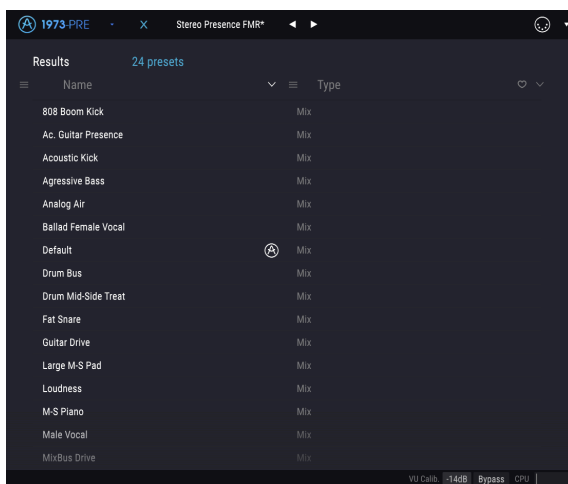 1973-PRE X Stereo Presence FMR*
Results 24 presets
Name Type
808 Boom Kick Mix
Ac. Guitar Presence Mix
Acoustic Kick Mix
Agressive Bass Mix
Analog Air Mix
Ballad Female Vocal Mix
Default Mix
Drum Bus Mix
Drum Mid-Side Treat Mix
Fat Snare Mix
Guitar Drive Mix
Large M-S Pad Mix
Loudness Mix
M-S Piano Mix
Male Vocal Mix
MixBus Drive Mix
VU Calib. -14dB Bypass CPU